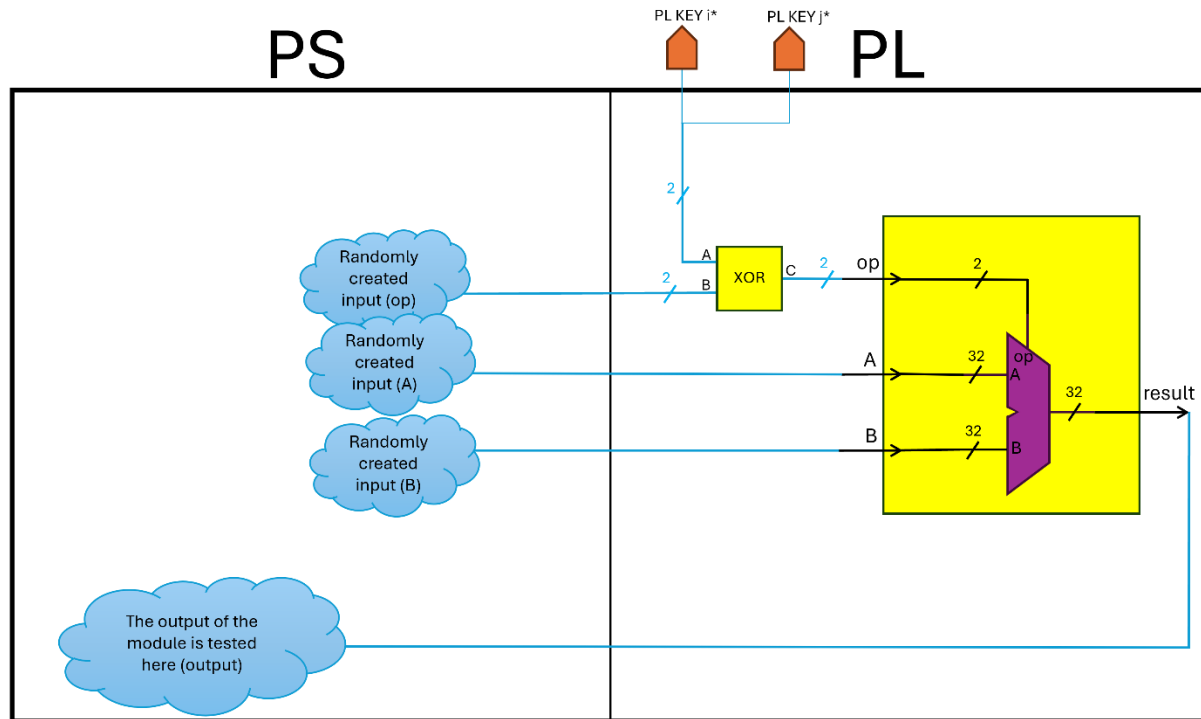 PS
PL KEY i*
PL KEY j*
PL
2
A
B
XOR
C
2
2
op
2
Randomly
created
input (op)
Randomly
created
input (A)
A
32
op
A
32
result
Randomly
created
input (B)
B
32
B
The output of the
module is tested
here (output)